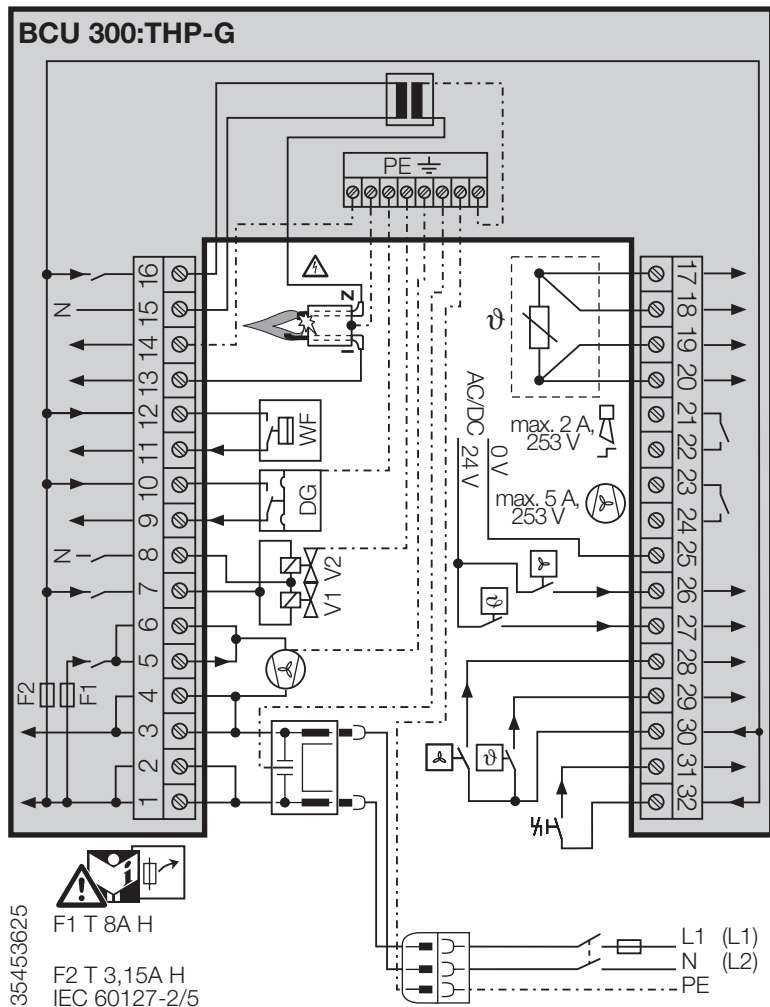 BCU 300:THP-G
PE
16
15
14
13
12
11
10
9
8
7
6
5
4
3
2
1
N
N
F2
F1
Z
I
WF
DG
V2
V1
ϑ
AC/DC
24 V
0 V
max. 2 A,
253 V
max. 5 A,
253 V
ϑ
ϑ
17
18
19
20
21
22
23
24
25
26
27
28
29
30
31
32
i
F1 T 8A H
F2 T 3,15A H
IEC 60127-2/5
35453625
L1 (L1)
N (L2)
PE